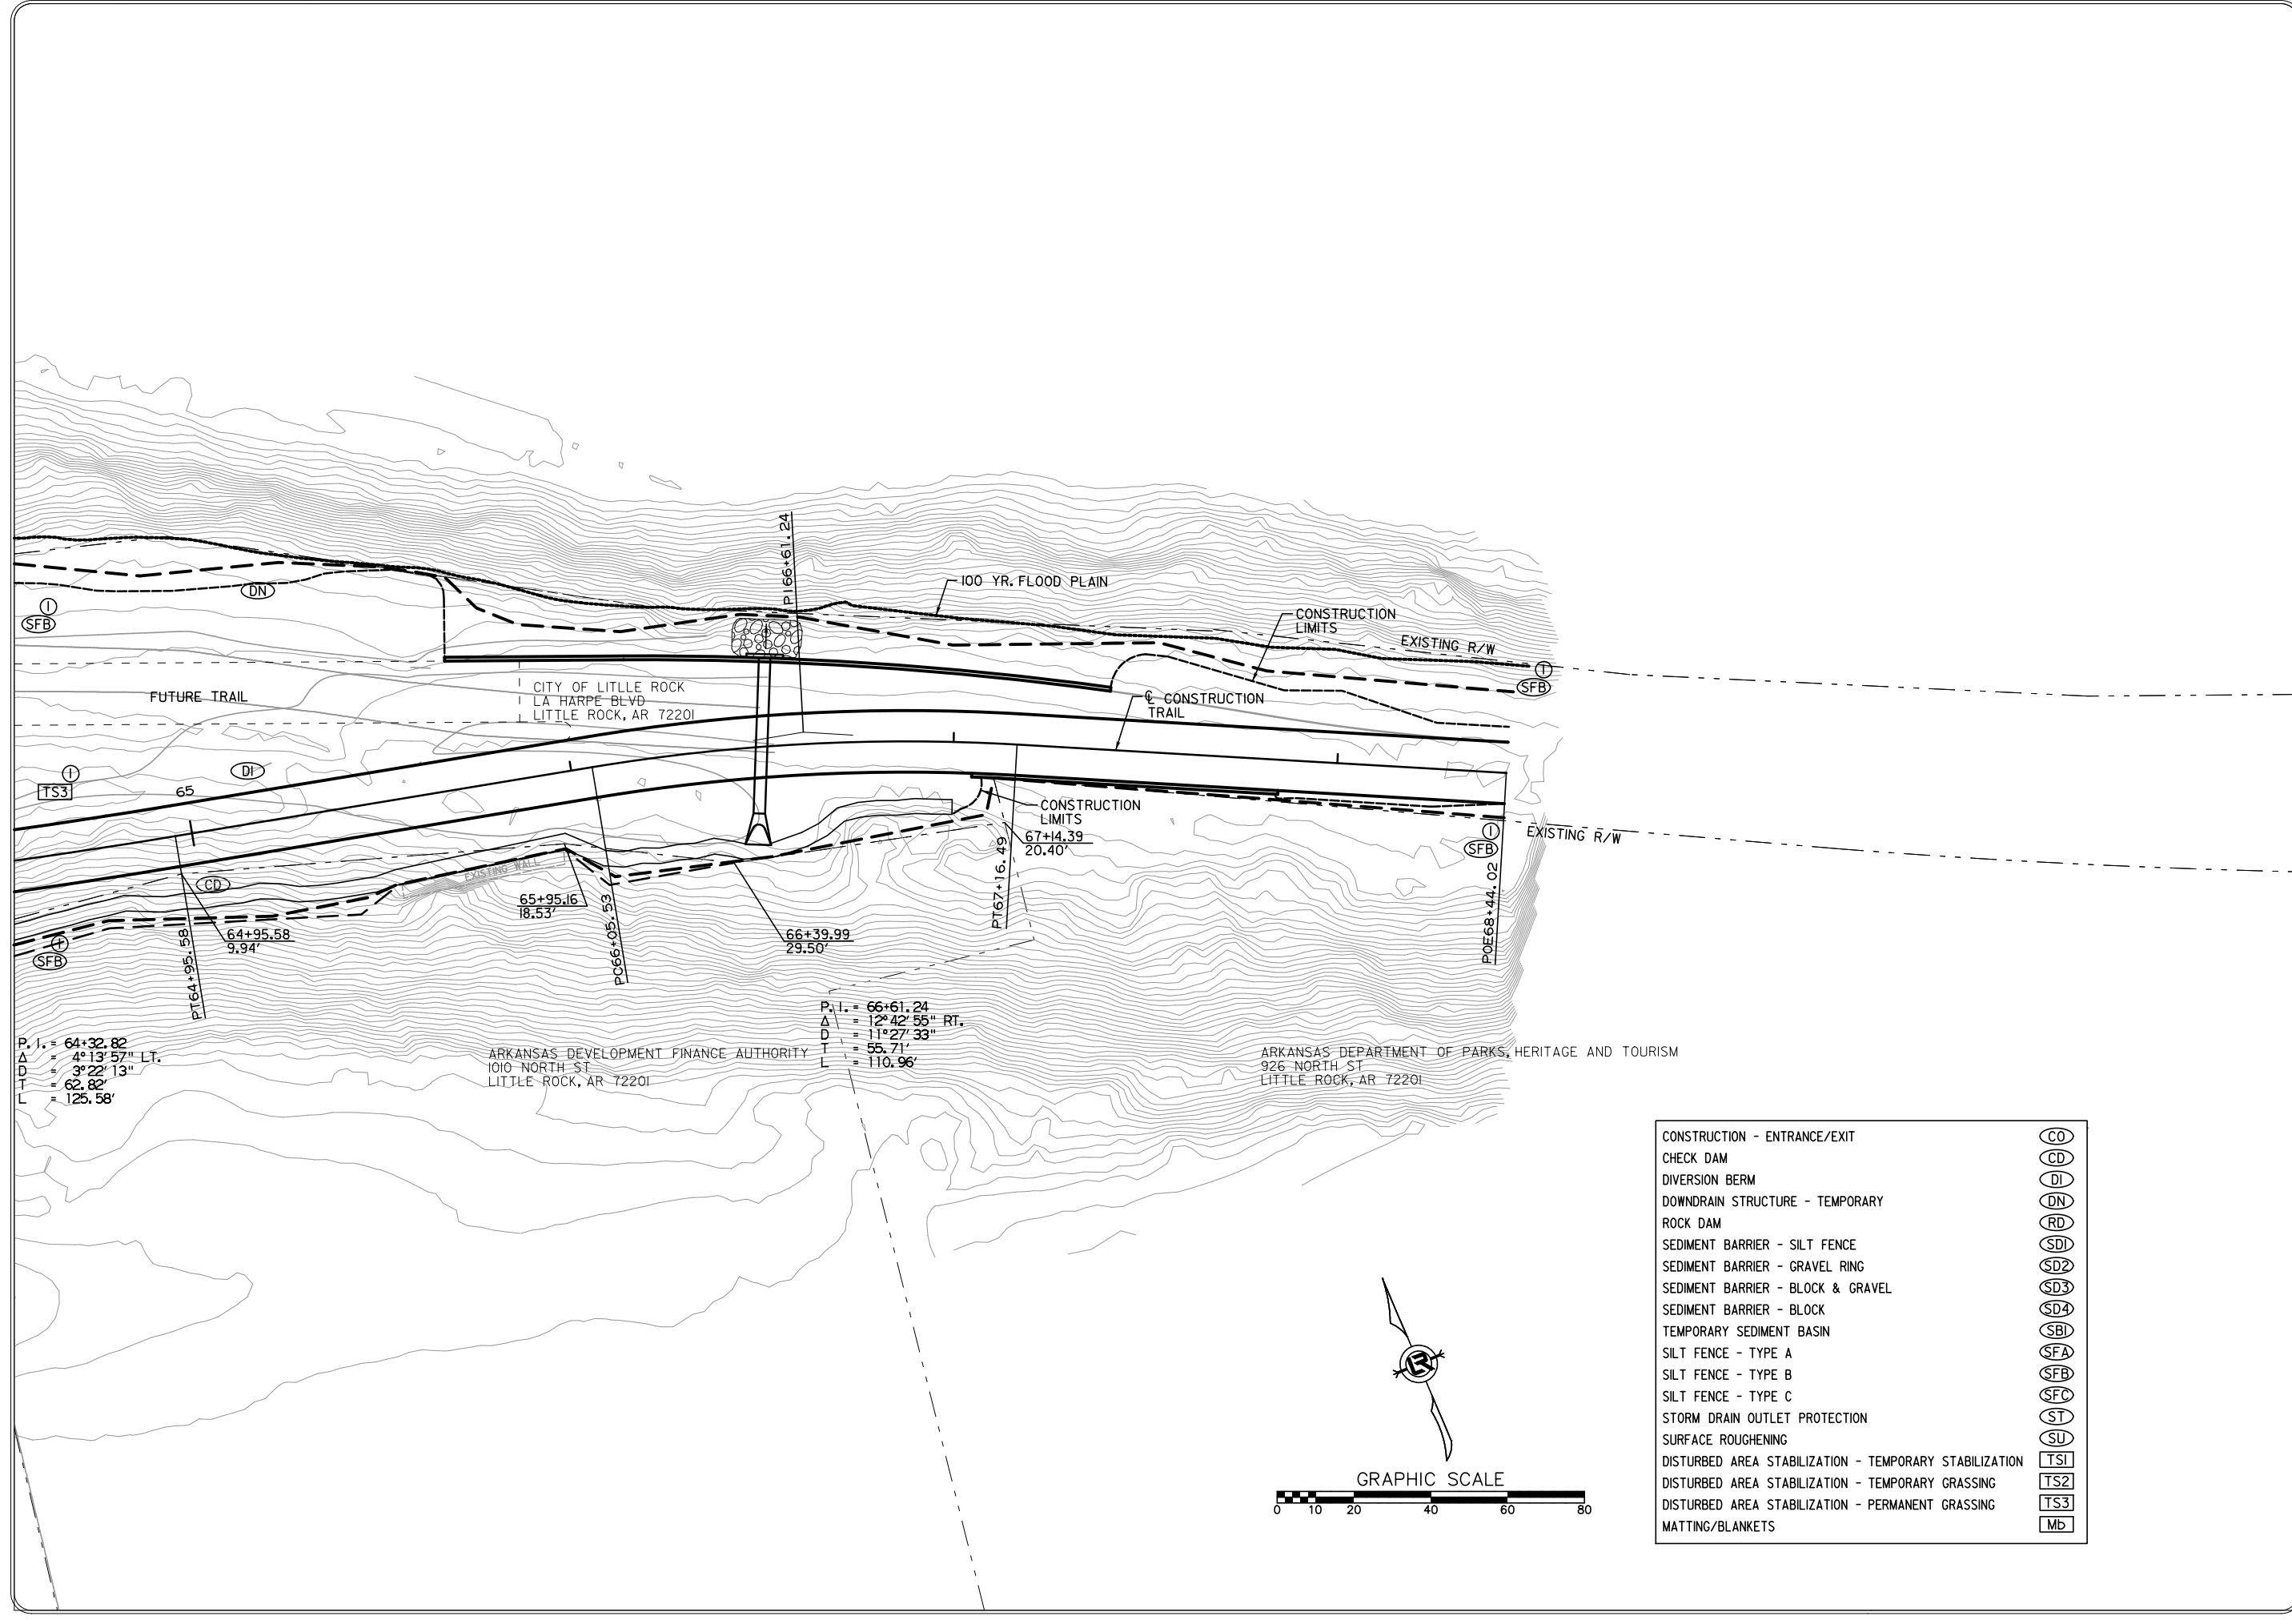 PI66+61.24
100 YR. FLOOD PLAIN
DN
1
SFB
CONSTRUCTION
LIMITS
EXISTING R/W
1
SFB
CITY OF LITLLE ROCK
LA HARPE BLVD
LITTLE ROCK, AR 72201
FUTURE TRAIL
℄ CONSTRUCTION
TRAIL
1
TS3
DI
65
CONSTRUCTION
LIMITS
67+14.39
20.40'
1
SFB
EXISTING R/W
EXISTING WALL
CD
65+95.16
18.53'
64+95.58
9.94'
66+39.99
29.50'
1
SFB
PT64+95.58
PC66+05.53
PT67+16.49
POE68+44.02
P.I. = 66+61.24
Δ = 12°42'55" RT.
D = 11°27'33"
T = 55.71'
L = 110.96'
P.I. = 64+32.82
Δ = 4°13'57" LT.
D = 3°22'13"
T = 62.82'
L = 125.58'
ARKANSAS DEVELOPMENT FINANCE AUTHORITY
1010 NORTH ST
LITTLE ROCK, AR 72201
ARKANSAS DEPARTMENT OF PARKS, HERITAGE AND TOURISM
926 NORTH ST
LITTLE ROCK, AR 72201
CONSTRUCTION - ENTRANCE/EXIT CO
CHECK DAM CD
DIVERSION BERM DI
DOWNDRAIN STRUCTURE - TEMPORARY DN
ROCK DAM RD
SEDIMENT BARRIER - SILT FENCE SD1
SEDIMENT BARRIER - GRAVEL RING SD2
SEDIMENT BARRIER - BLOCK & GRAVEL SD3
SEDIMENT BARRIER - BLOCK SD4
TEMPORARY SEDIMENT BASIN SB1
SILT FENCE - TYPE A SFA
SILT FENCE - TYPE B SFB
SILT FENCE - TYPE C SFC
STORM DRAIN OUTLET PROTECTION ST
SURFACE ROUGHENING SU
DISTURBED AREA STABILIZATION - TEMPORARY STABILIZATION TS1
DISTURBED AREA STABILIZATION - TEMPORARY GRASSING TS2
DISTURBED AREA STABILIZATION - PERMANENT GRASSING TS3
MATTING/BLANKETS Mb
LR
GRAPHIC SCALE
0 10 20 40 60 80